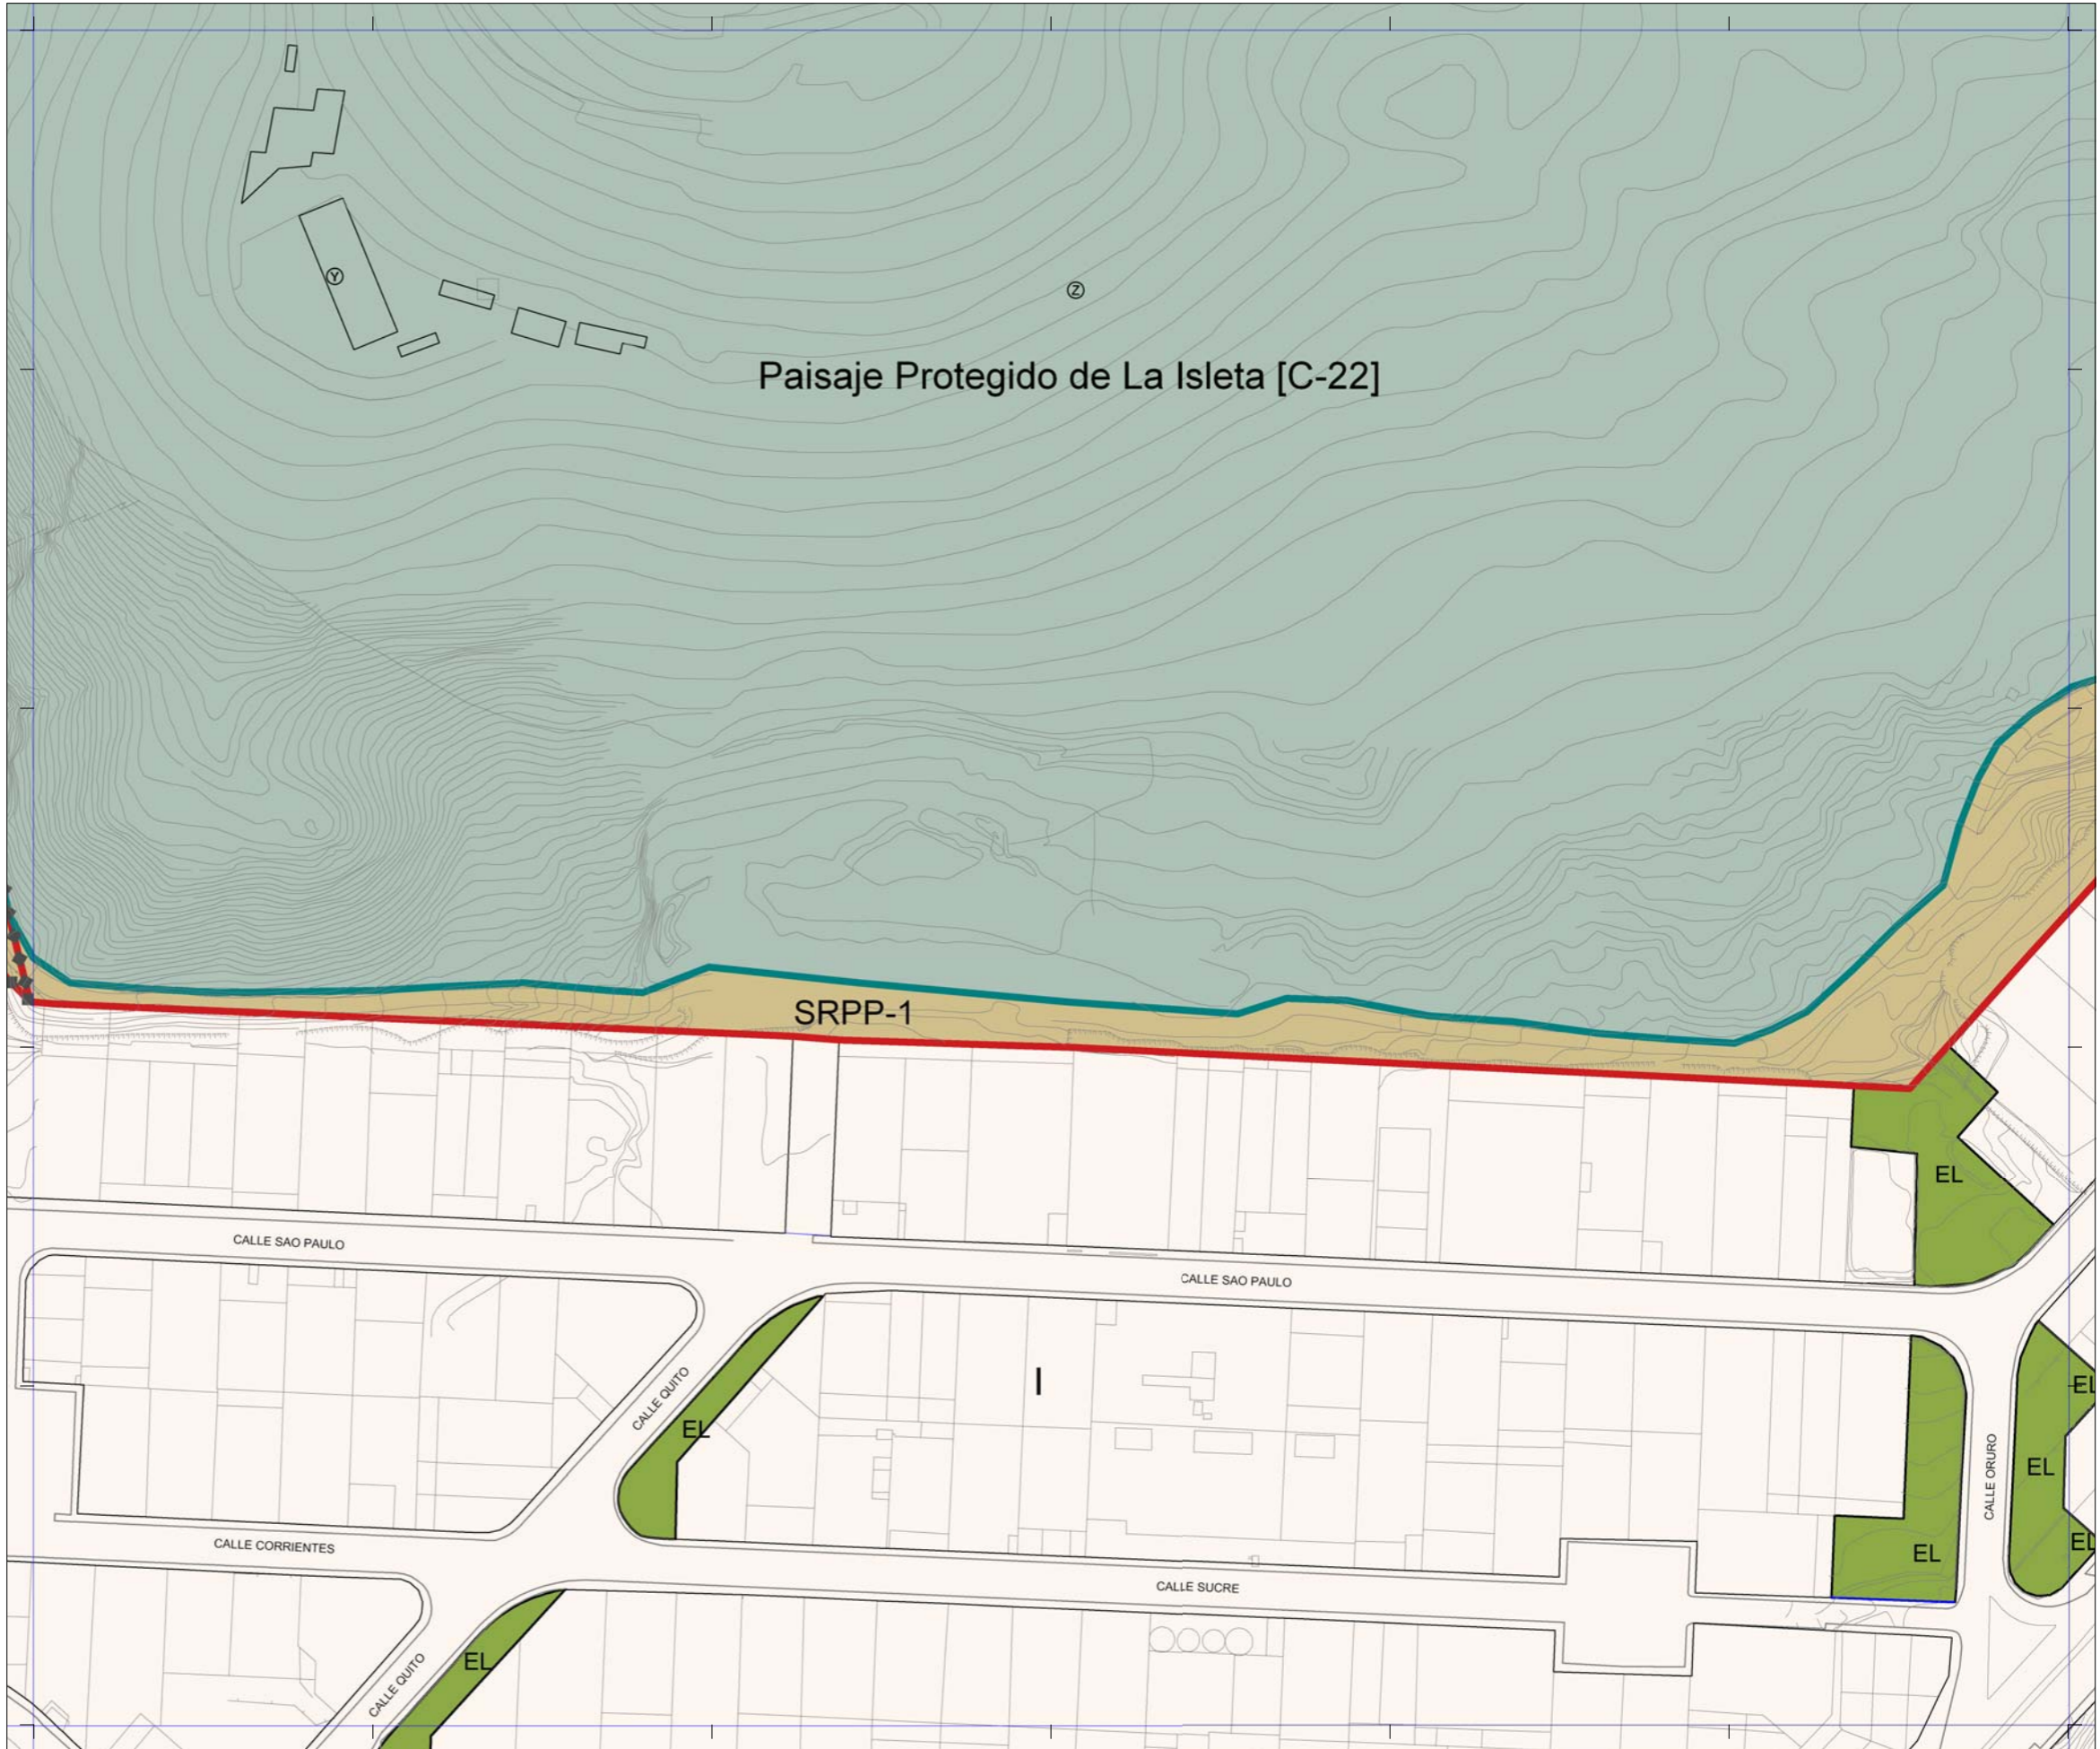 Y
Z
Paisaje Protegido de La Isleta [C-22]
SRPP-1
EL
CALLE SAO PAULO
CALLE SAO PAULO
I
CALLE QUITO
EL
EL
CALLE ORURO
EL
EL
EL
CALLE CORRIENTES
CALLE SUCRE
EL
CALLE QUITO